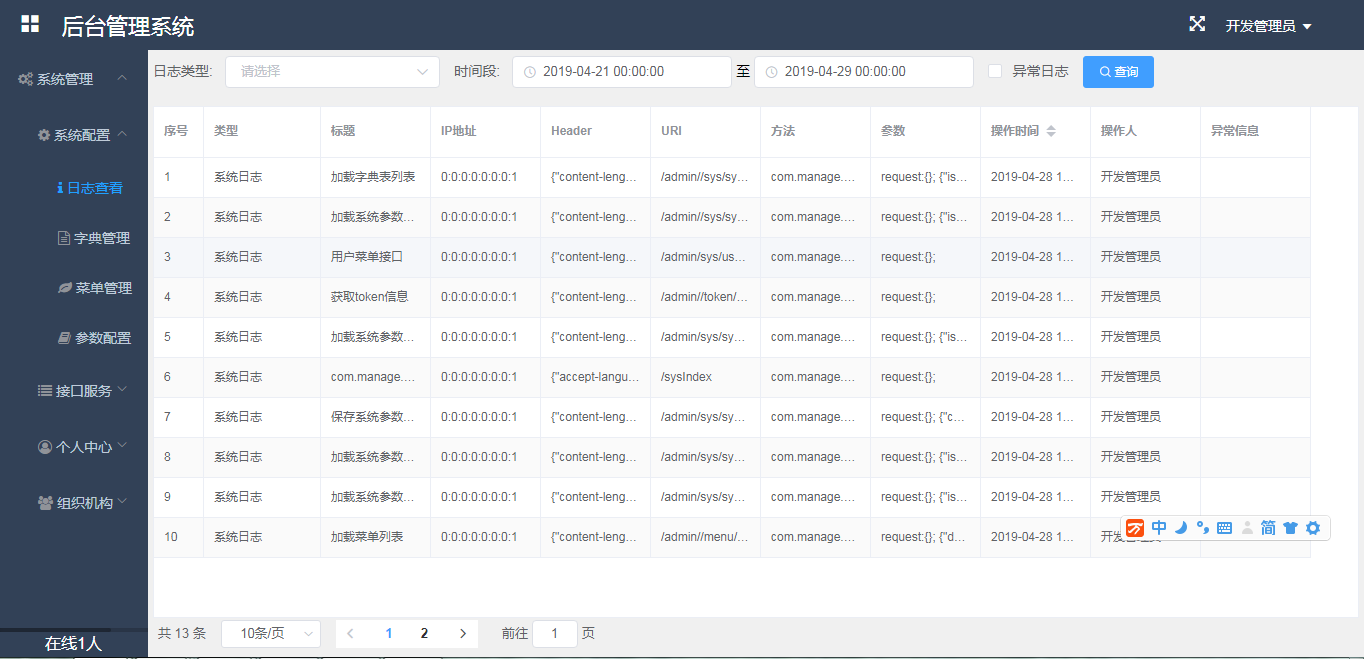 后台管理系统
开发管理员
系统管理
系统配置
日志查看
字典管理
菜单管理
参数配置
接口服务
个人中心
组织机构
在线1人
日志类型: 请选择 时间段: 2019-04-21 00:00:00 至 2019-04-29 00:00:00 异常日志 查询
序号 类型 标题 IP地址 Header URI 方法 参数 操作时间 操作人 异常信息
1 系统日志 加载字典表列表 0:0:0:0:0:0:0:1 {"content-leng... /admin//sys/sy... com.manage.... request:{}; {"is... 2019-04-28 1... 开发管理员
2 系统日志 加载系统参数... 0:0:0:0:0:0:0:1 {"content-leng... /admin//sys/sy... com.manage.... request:{}; {"is... 2019-04-28 1... 开发管理员
3 系统日志 用户菜单接口 0:0:0:0:0:0:0:1 {"content-leng... /admin/sys/us... com.manage.... request:{}; 2019-04-28 1... 开发管理员
4 系统日志 获取token信息 0:0:0:0:0:0:0:1 {"content-leng... /admin//token/... com.manage.... request:{}; 2019-04-28 1... 开发管理员
5 系统日志 加载系统参数... 0:0:0:0:0:0:0:1 {"content-leng... /admin/sys/sy... com.manage.... request:{}; {"is... 2019-04-28 1... 开发管理员
6 系统日志 com.manage.... 0:0:0:0:0:0:0:1 {"accept-langu... /sysIndex com.manage.... request:{}; 2019-04-28 1... 开发管理员
7 系统日志 保存系统参数... 0:0:0:0:0:0:0:1 {"content-leng... /admin/sys/sy... com.manage.... request:{}; {"c... 2019-04-28 1... 开发管理员
8 系统日志 加载系统参数... 0:0:0:0:0:0:0:1 {"content-leng... /admin/sys/sy... com.manage.... request:{}; {"is... 2019-04-28 1... 开发管理员
9 系统日志 加载系统参数... 0:0:0:0:0:0:0:1 {"content-leng... /admin/sys/sy... com.manage.... request:{}; {"is... 2019-04-28 1... 开发管理员
10 系统日志 加载菜单列表 0:0:0:0:0:0:0:1 {"content-leng... /admin//menu/... com.manage.... request:{}; {"d... 2019-04-28 1...
中 简
共 13 条 10条/页 1 2 前往 1 页